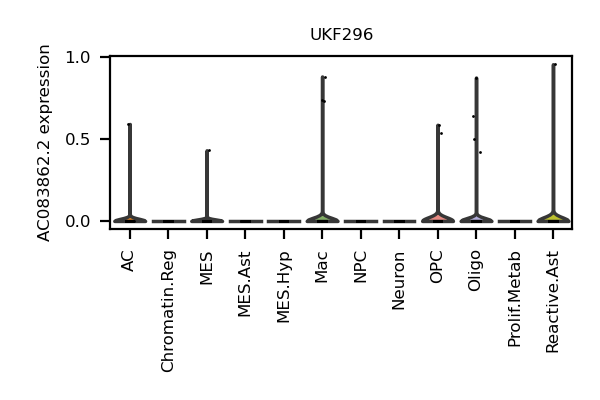 UKF296
AC083862.2 expression
1.0
0.5
0.0
AC
Chromatin.Reg
MES
MES.Ast
MES.Hyp
Mac
NPC
Neuron
OPC
Oligo
Prolif.Metab
Reactive.Ast